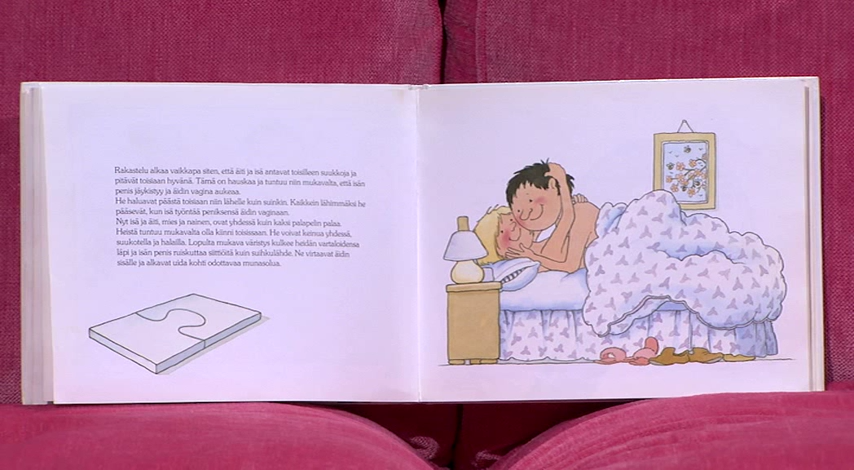 Rakastelu alkaa vaikkapa siten, että äiti ja isä antavat toisilleen suukkoja ja
pitävät toisiaan hyvänä. Tämä on hauskaa ja tuntuu niin mukavalta, että isän
penis jäykistyy ja äidin vagina aukeaa.
He haluavat päästä toisiaan niin lähelle kuin suinkin. Kaikkein lähimmäksi he
pääsevät, kun isä työntää peniksensä äidin vaginaan.
Nyt isä ja äiti, mies ja nainen, ovat yhdessä kuin kaksi palapelin palaa.
Heistä tuntuu mukavalta olla kiinni toisissaan. He voivat keinua yhdessä,
suukotella ja halailla. Lopulta mukava väristys kulkee heidän vartaloidensa
läpi ja isän penis ruiskuttaa siittiöitä kuin suihkulähde. Ne virtaavat äidin
sisälle ja alkavat uida kohti odottavaa munasolua.